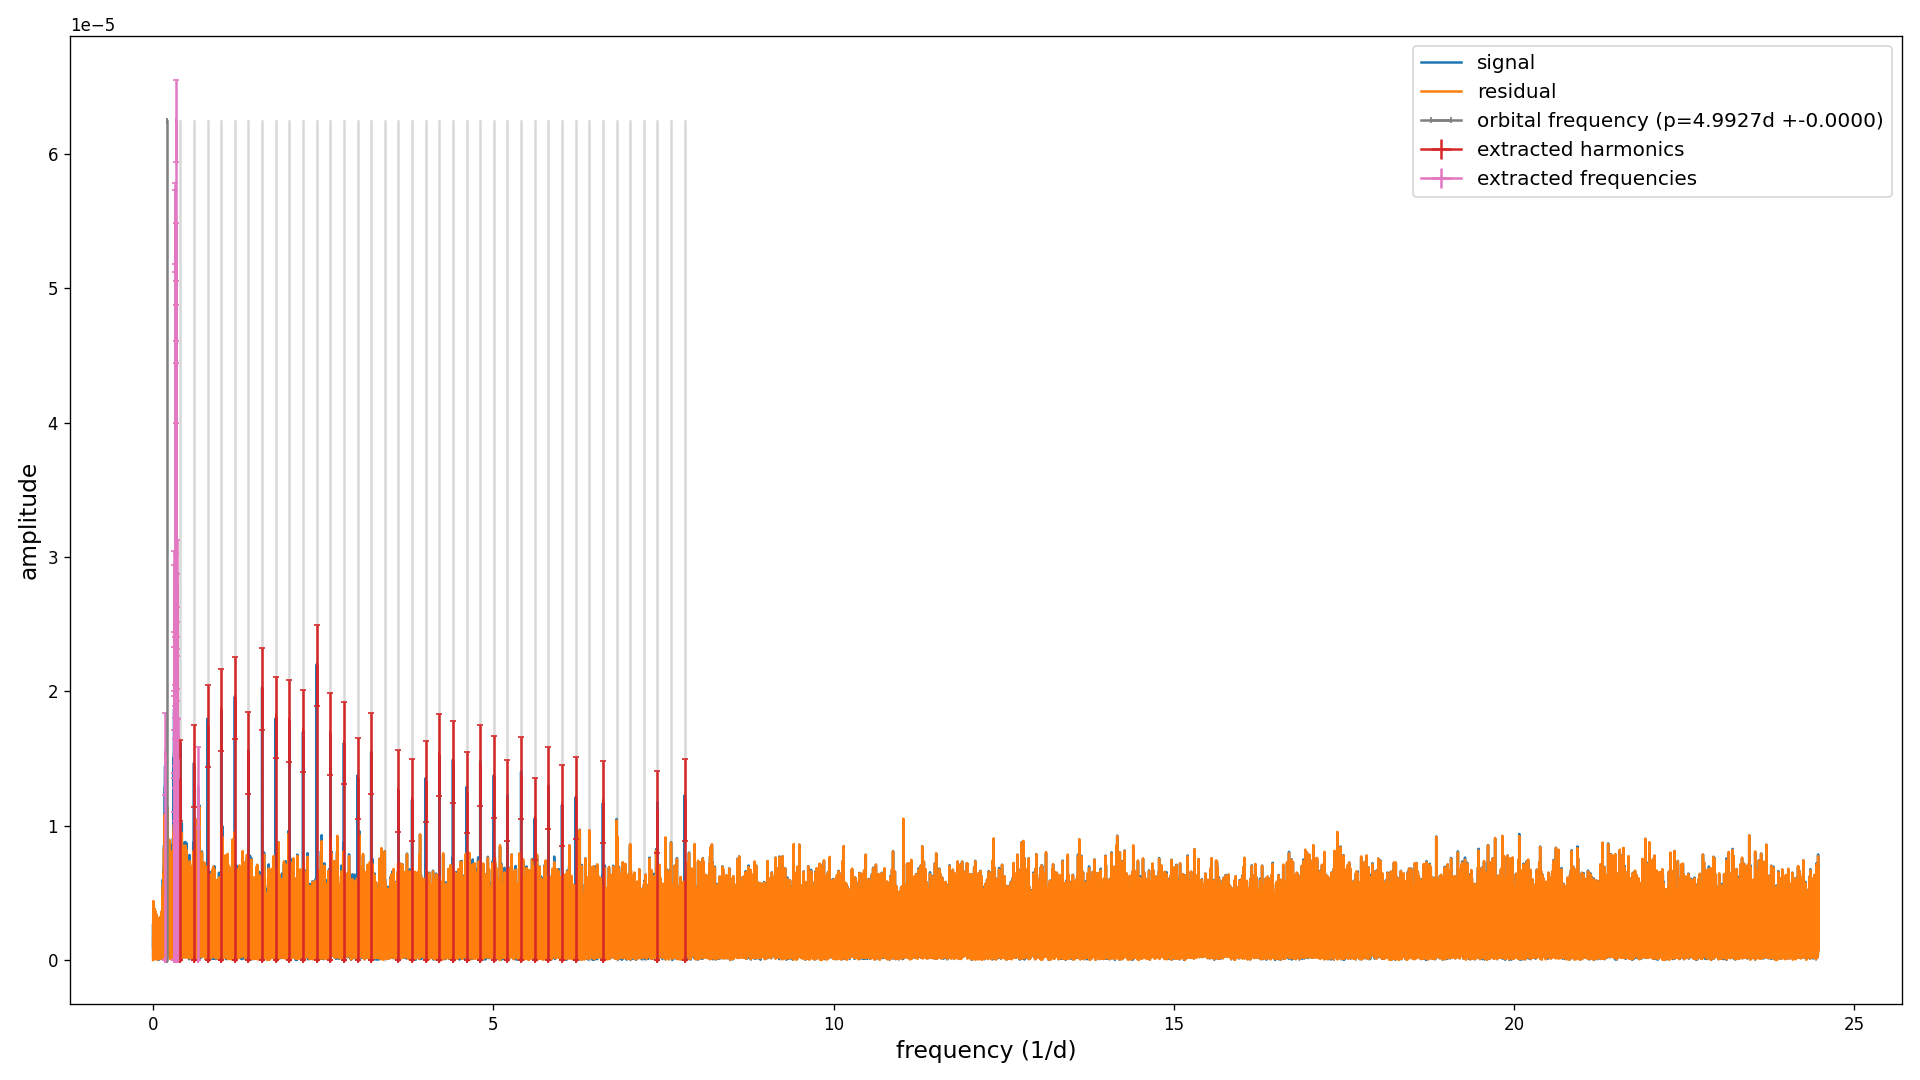 1e−5
signal
residual
orbital frequency (p=4.9927d +-0.0000)
extracted harmonics
extracted frequencies
6
5
4
3
2
1
0
amplitude
0 5 10 15 20 25
frequency (1/d)